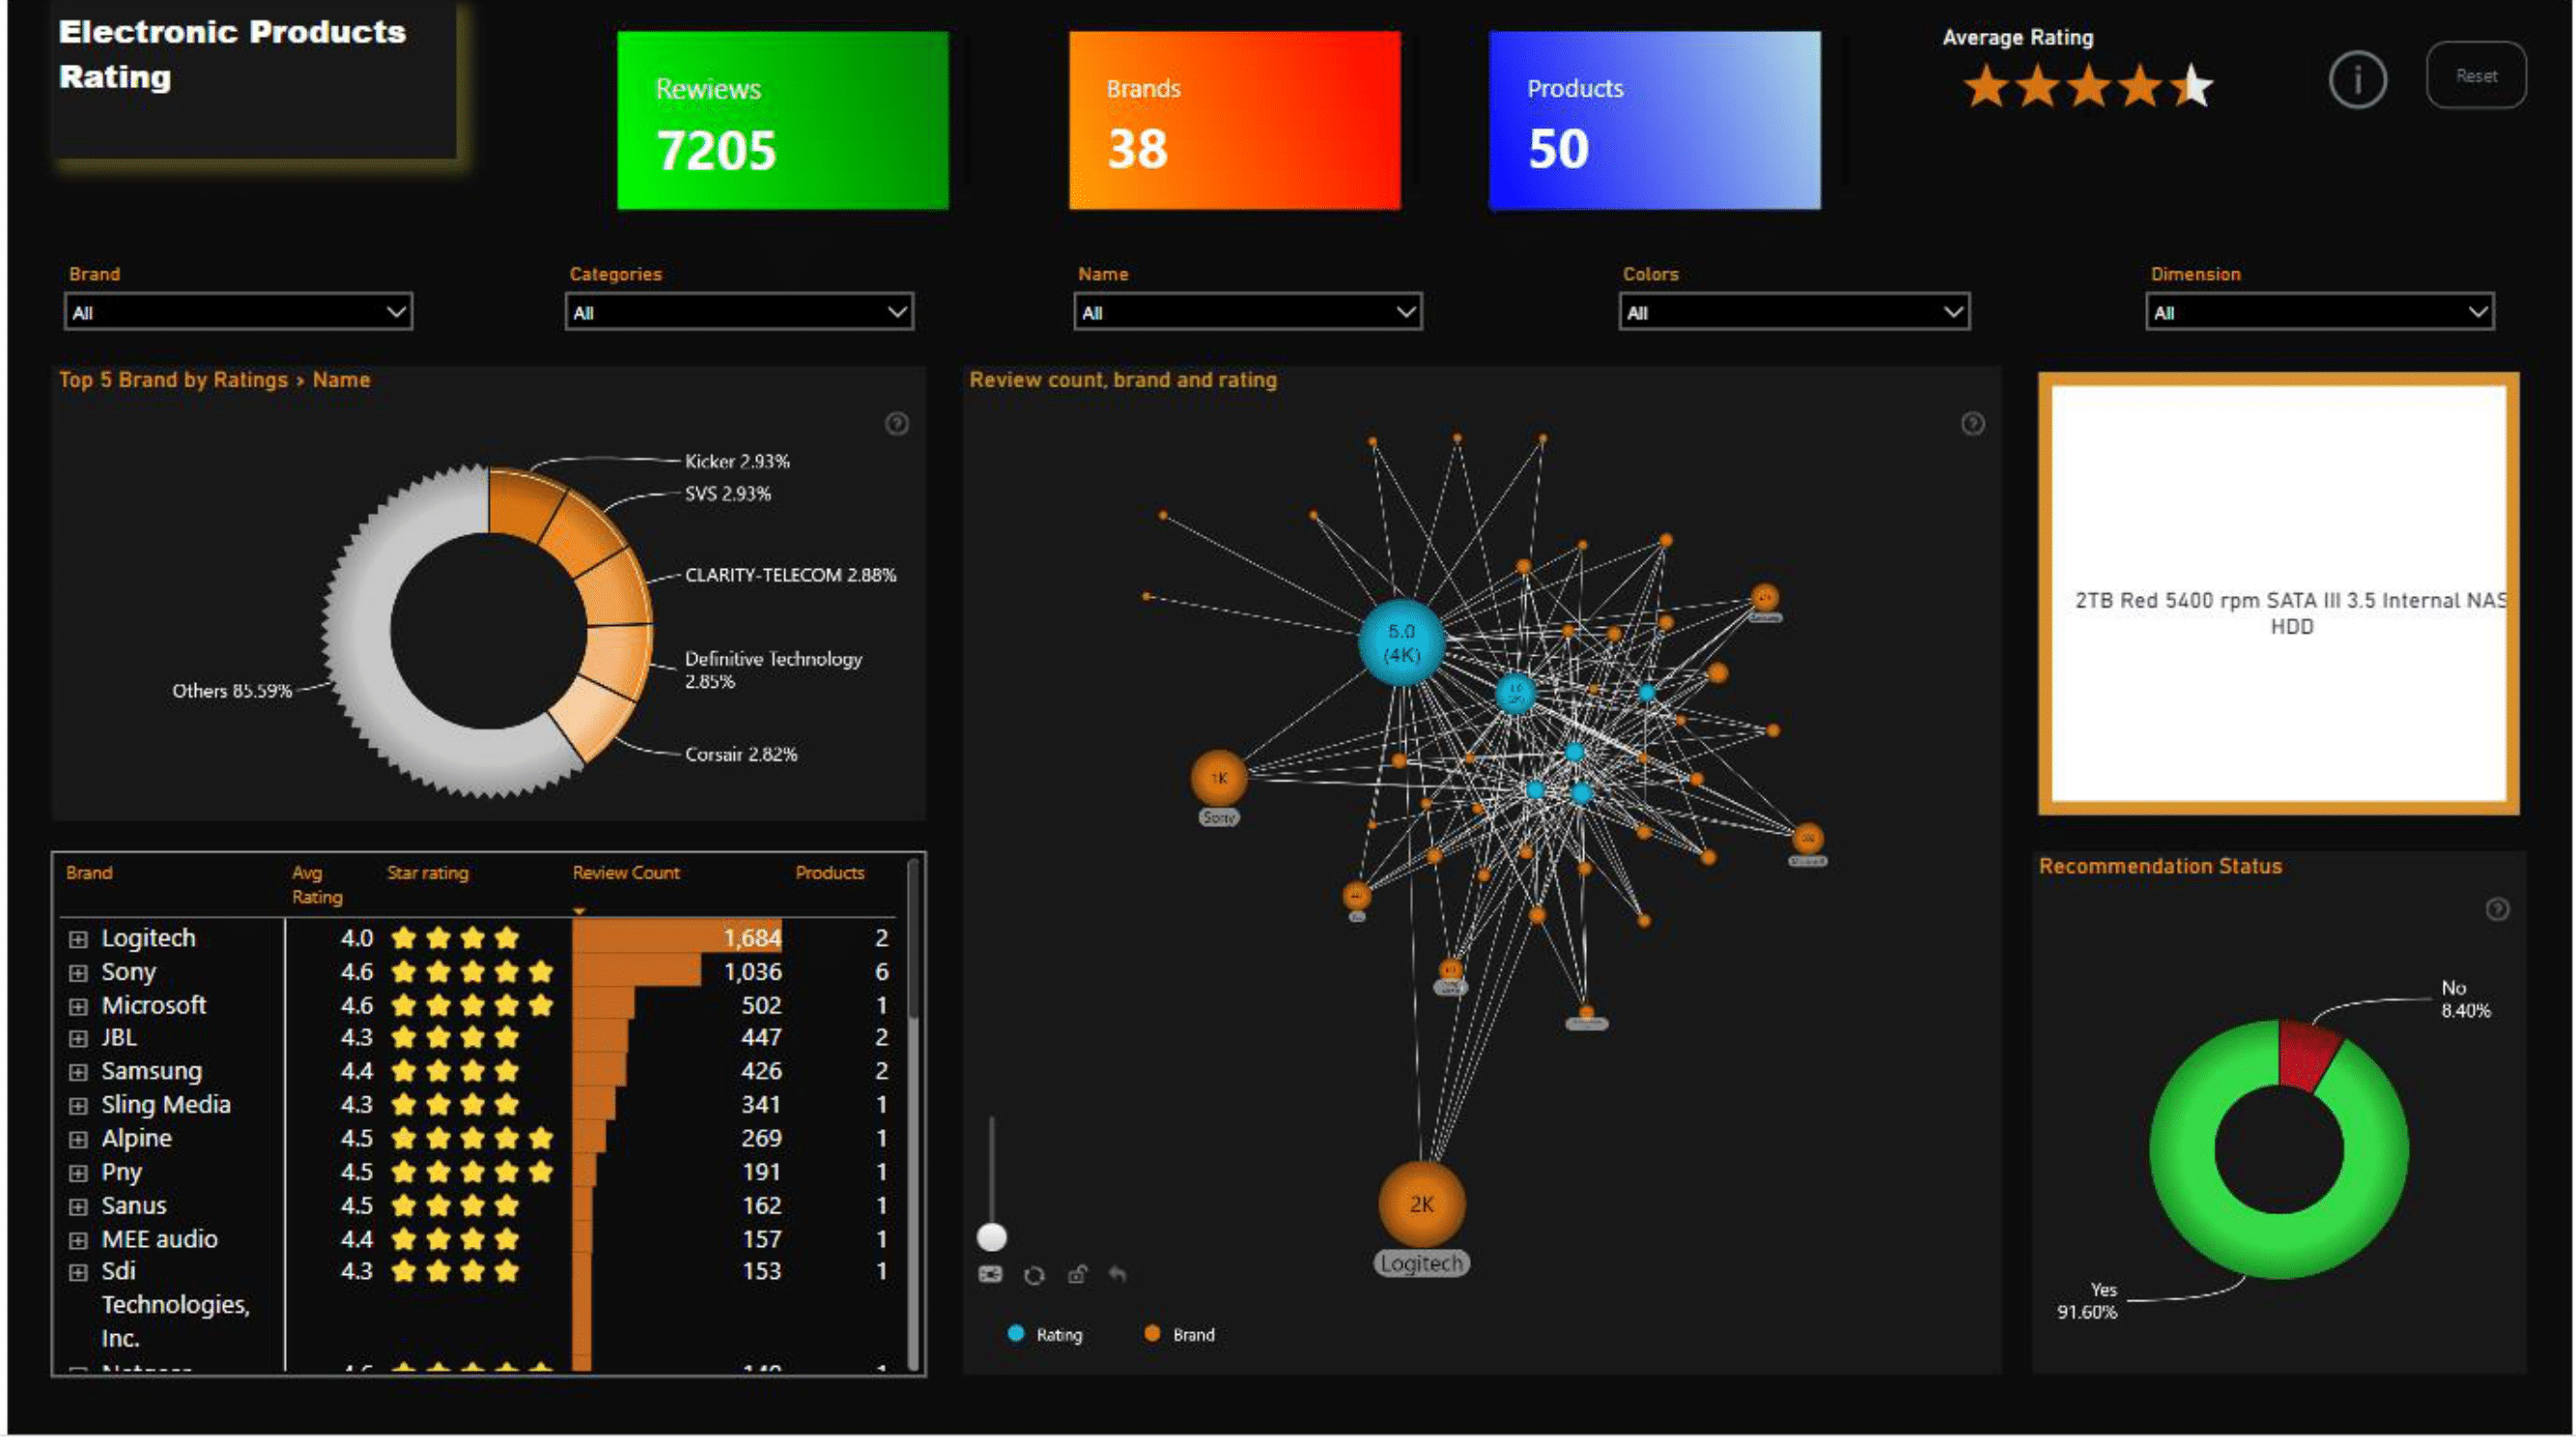 Electronic Products
Rating
Rewiews
7205
Brands
38
Products
50
Average Rating
i
Reset
Brand
All
Categories
All
Name
All
Colors
All
Dimension
All
Top 5 Brand by Ratings > Name
?
Kicker 2.93%
SVS 2.93%
CLARITY-TELECOM 2.88%
Definitive Technology
2.85%
Corsair 2.82%
Others 85.59%
Review count, brand and rating
?
5.0
(4K)
1K
Sony
2K
Logitech
Rating
Brand
2TB Red 5400 rpm SATA III 3.5 Internal NAS
HDD
Brand Avg Rating Star rating Review Count Products
Logitech 4.0 1,684 2
Sony 4.6 1,036 6
Microsoft 4.6 502 1
JBL 4.3 447 2
Samsung 4.4 426 2
Sling Media 4.3 341 1
Alpine 4.5 269 1
Pny 4.5 191 1
Sanus 4.5 162 1
MEE audio 4.4 157 1
Sdi 4.3 153 1
Technologies,
Inc.
Recommendation Status
?
No
8.40%
Yes
91.60%